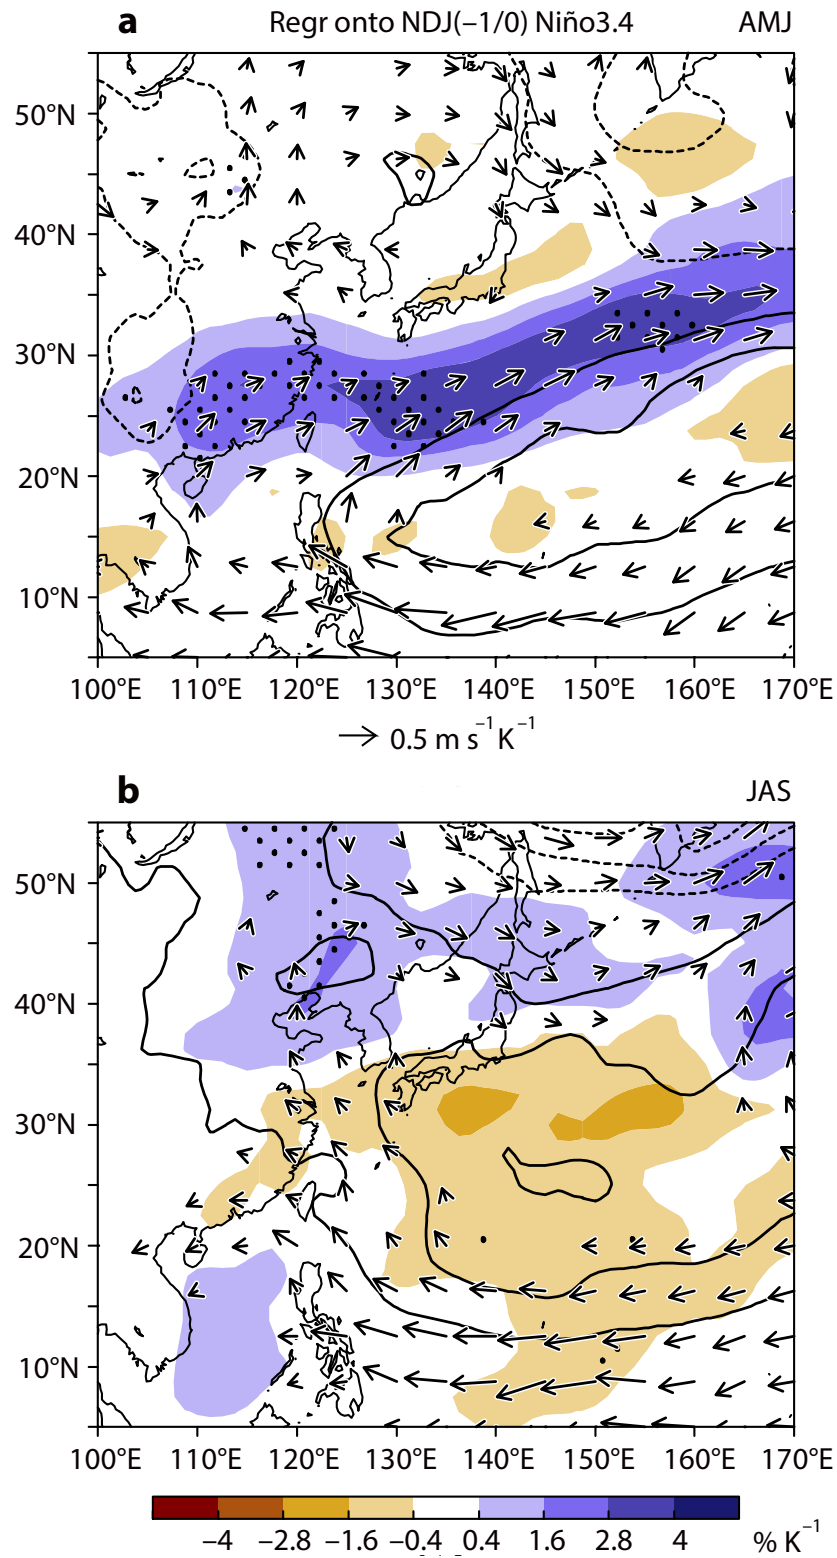 a Regr onto NDJ(−1/0) Niño3.4 AMJ
50°N
40°N
30°N
20°N
10°N
100°E 110°E 120°E 130°E 140°E 150°E 160°E 170°E
0.5 m s⁻¹ K⁻¹
b JAS
50°N
40°N
30°N
20°N
10°N
100°E 110°E 120°E 130°E 140°E 150°E 160°E 170°E
−4 −2.8 −1.6 −0.4 0.4 1.6 2.8 4 % K⁻¹